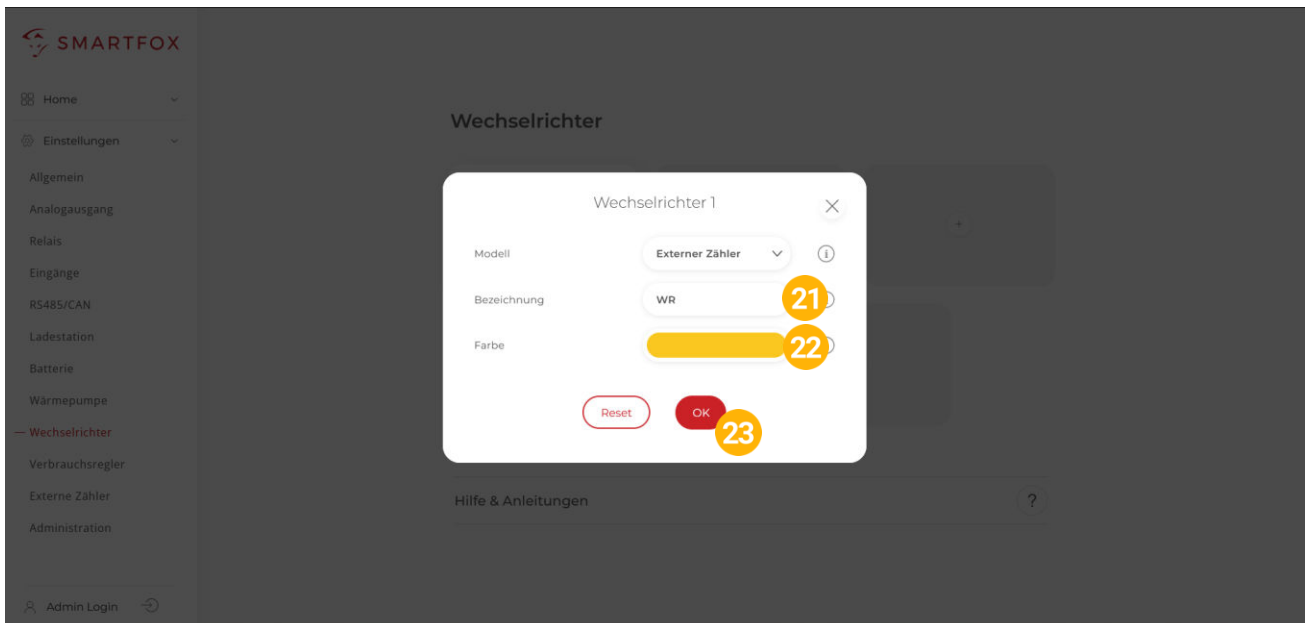 SMARTFOX
Home
Einstellungen
Allgemein
Analogausgang
Relais
Eingänge
RS485/CAN
Ladestation
Batterie
Wärmepumpe
Wechselrichter
Verbrauchsregler
Externe Zähler
Administration
Admin Login
Wechselrichter
+
Wechselrichter 1
Modell
Externer Zähler
i
Bezeichnung
WR
21
Farbe
22
Reset
OK
23
Hilfe & Anleitungen
?